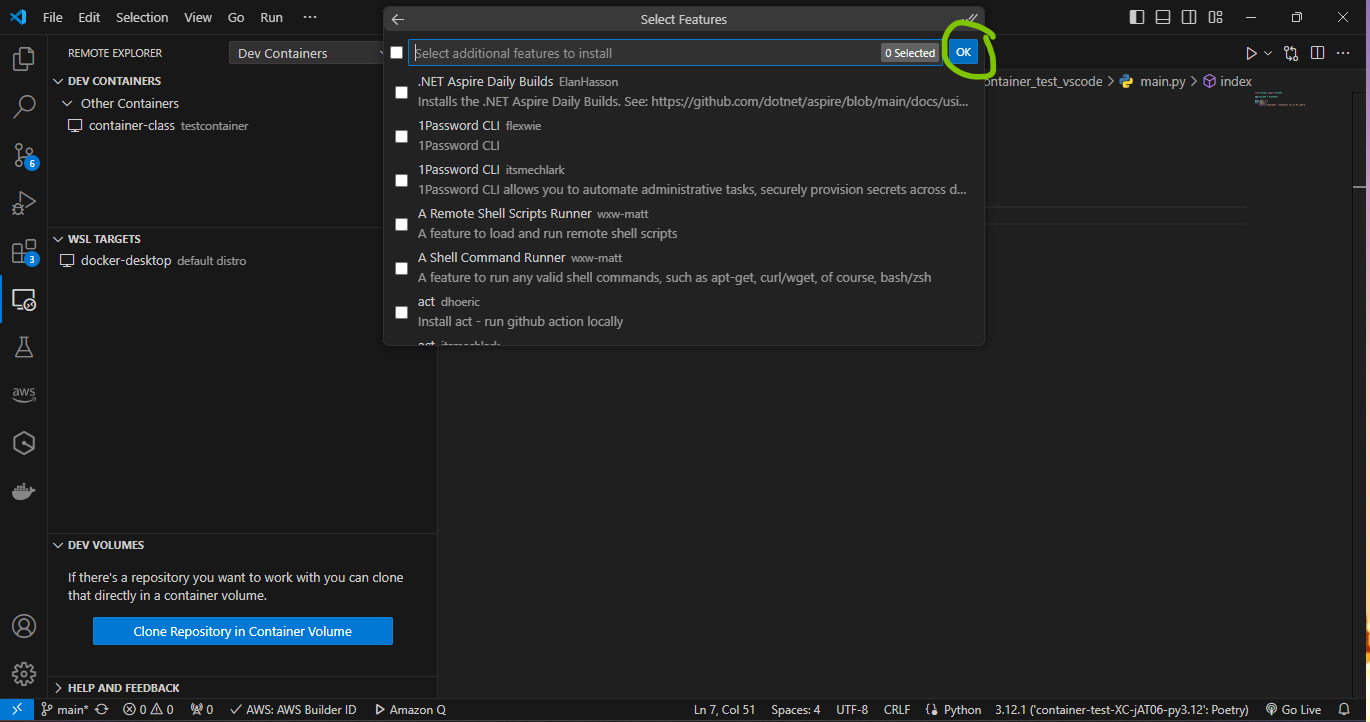 File Edit Selection View Go Run ···
Select Features
REMOTE EXPLORER
Dev Containers
Select additional features to install
0 Selected
OK
DEV CONTAINERS
Other Containers
container-class testcontainer
.NET Aspire Daily Builds ElanHasson
Installs the .NET Aspire Daily Builds. See: https://github.com/dotnet/aspire/blob/main/docs/usi...
1Password CLI flexwie
1Password CLI
1Password CLI itsmechlark
1Password CLI allows you to automate administrative tasks, securely provision secrets across d...
A Remote Shell Scripts Runner wxw-matt
A feature to load and run remote shell scripts
A Shell Command Runner wxw-matt
A feature to run any valid shell commands, such as apt-get, curl/wget, of course, bash/zsh
act dhoeric
Install act - run github action locally
act itsmechlark
ontainer_test_vscode > main.py > index
6
3
aws
WSL TARGETS
docker-desktop default distro
DEV VOLUMES
If there's a repository you want to work with you can clone
that directly in a container volume.
Clone Repository in Container Volume
HELP AND FEEDBACK
main* 0 0 0 AWS: AWS Builder ID Amazon Q
Ln 7, Col 51 Spaces: 4 UTF-8 CRLF Python 3.12.1 ('container-test-XC-jAT06-py3.12': Poetry) Go Live